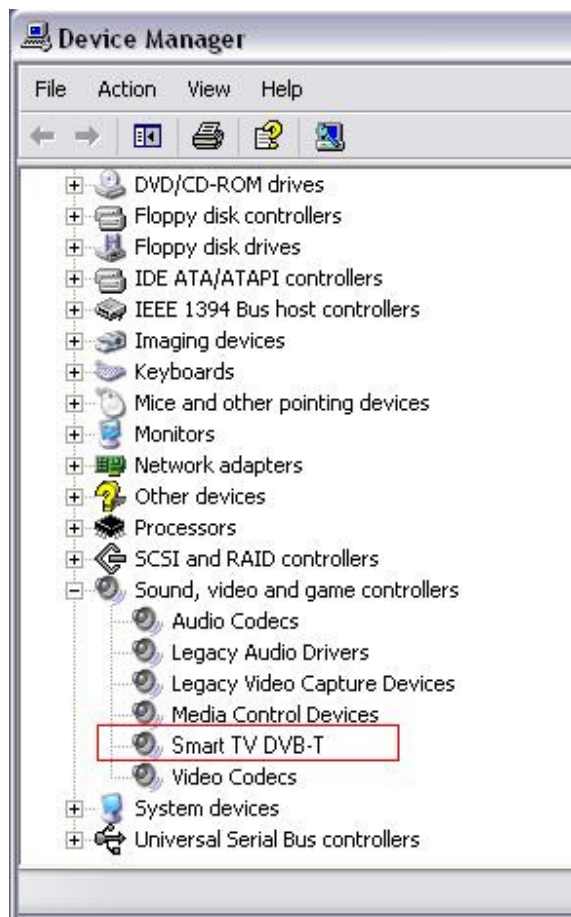 Device Manager
File Action View Help
DVD/CD-ROM drives
Floppy disk controllers
Floppy disk drives
IDE ATA/ATAPI controllers
IEEE 1394 Bus host controllers
Imaging devices
Keyboards
Mice and other pointing devices
Monitors
Network adapters
Other devices
Processors
SCSI and RAID controllers
Sound, video and game controllers
Audio Codecs
Legacy Audio Drivers
Legacy Video Capture Devices
Media Control Devices
Smart TV DVB-T
Video Codecs
System devices
Universal Serial Bus controllers